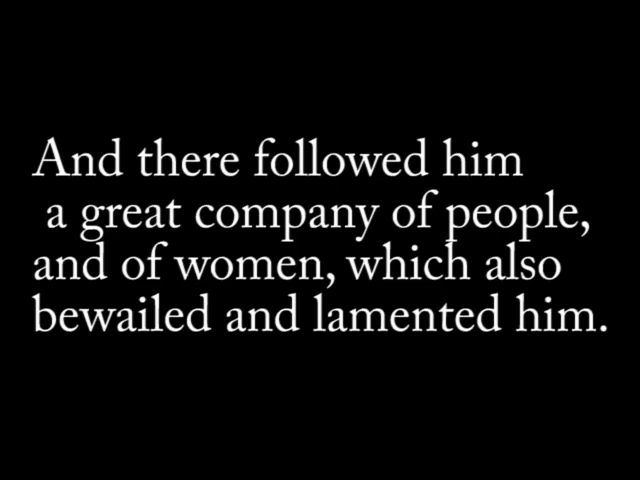 And there followed him
a great company of people,
and of women, which also
bewailed and lamented him.